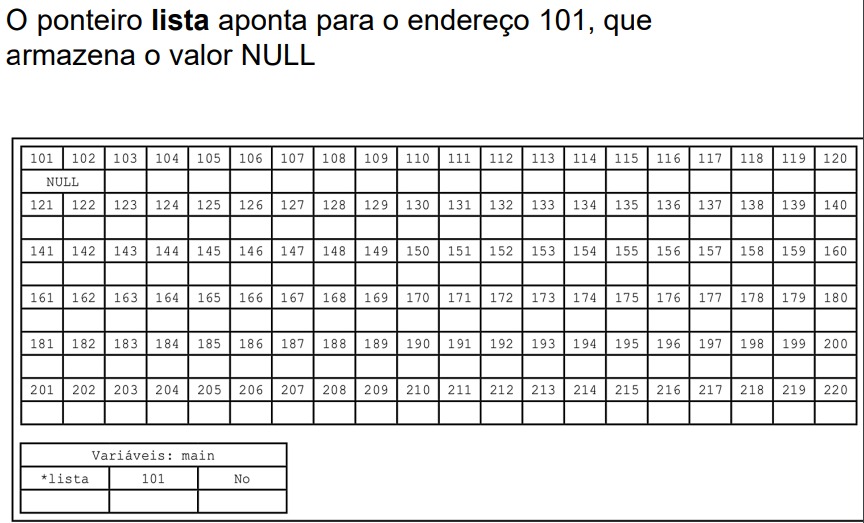 O ponteiro lista aponta para o endereço 101, que
armazena o valor NULL
101 102 103 104 105 106 107 108 109 110 111 112 113 114 115 116 117 118 119 120
NULL
121 122 123 124 125 126 127 128 129 130 131 132 133 134 135 136 137 138 139 140
141 142 143 144 145 146 147 148 149 150 151 152 153 154 155 156 157 158 159 160
161 162 163 164 165 166 167 168 169 170 171 172 173 174 175 176 177 178 179 180
181 182 183 184 185 186 187 188 189 190 191 192 193 194 195 196 197 198 199 200
201 202 203 204 205 206 207 208 209 210 211 212 213 214 215 216 217 218 219 220
Variáveis: main
*lista 101 No